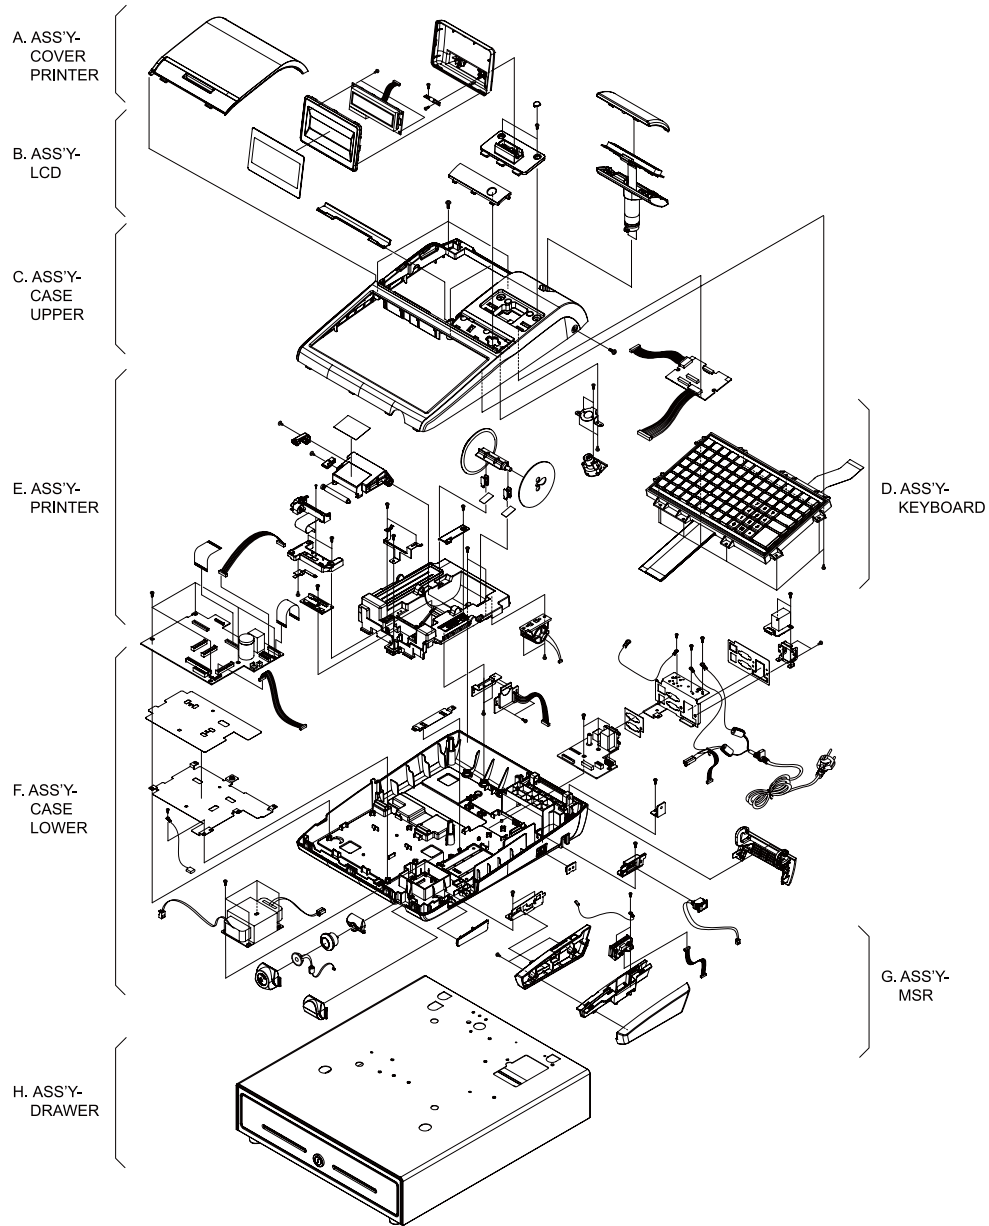 A. ASS'Y-
COVER
PRINTER
B. ASS'Y-
LCD
C. ASS'Y-
CASE
UPPER
E. ASS'Y-
PRINTER
D. ASS'Y-
KEYBOARD
F. ASS'Y-
CASE
LOWER
G. ASS'Y-
MSR
H. ASS'Y-
DRAWER